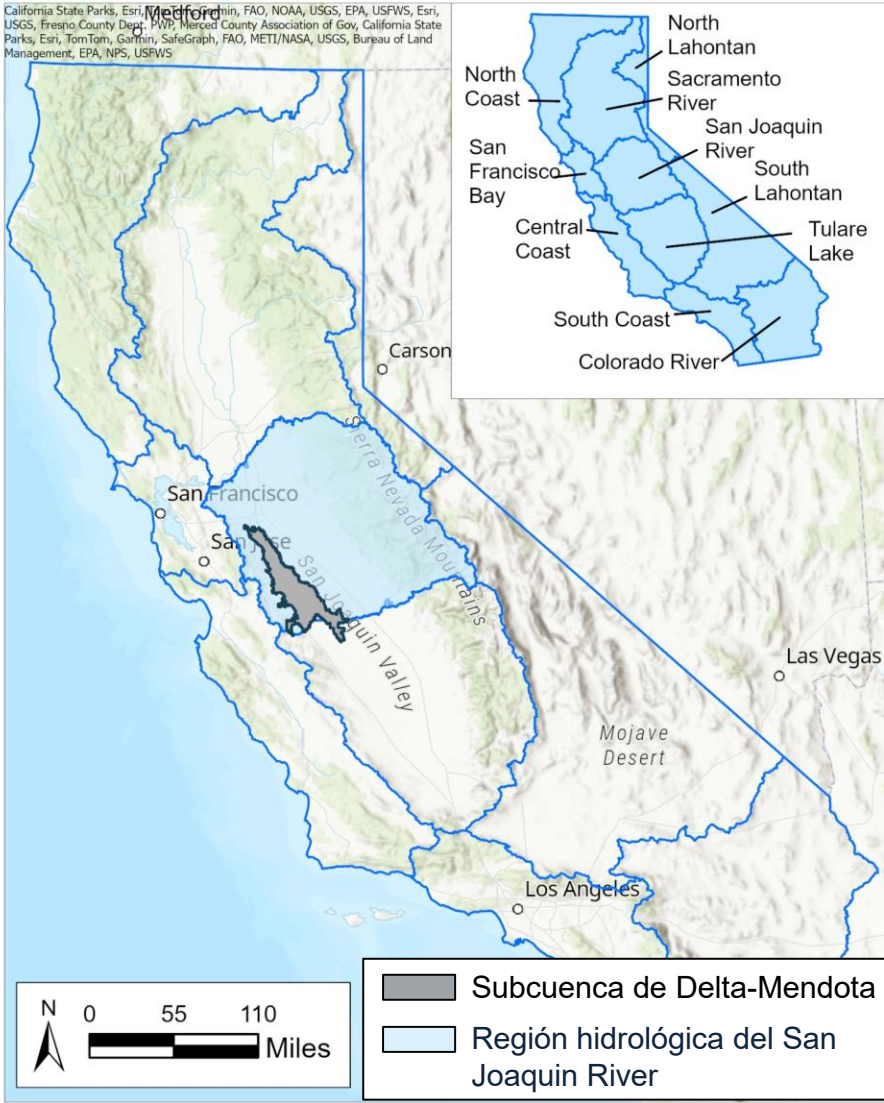 California State Parks, Esri, TomTom, Garmin, FAO, NOAA, USGS, EPA, USFWS, Esri,
USGS, Fresno County Dept. PWP, Merced County Association of Gov, California State
Parks, Esri, TomTom, Garmin, SafeGraph, FAO, METI/NASA, USGS, Bureau of Land
Management, EPA, NPS, USFWS
Medford
North
Lahontan
North
Coast
Sacramento
River
San Joaquin
River
San
Francisco
Bay
South
Lahontan
Central
Coast
Tulare
Lake
South Coast
Colorado River
Carson
Sierra Nevada Mountains
San Francisco
San Jose
San Joaquin Valley
Las Vegas
Mojave
Desert
Los Angeles
N
0 55 110
Miles
Subcuenca de Delta-Mendota
Región hidrológica del San
Joaquin River